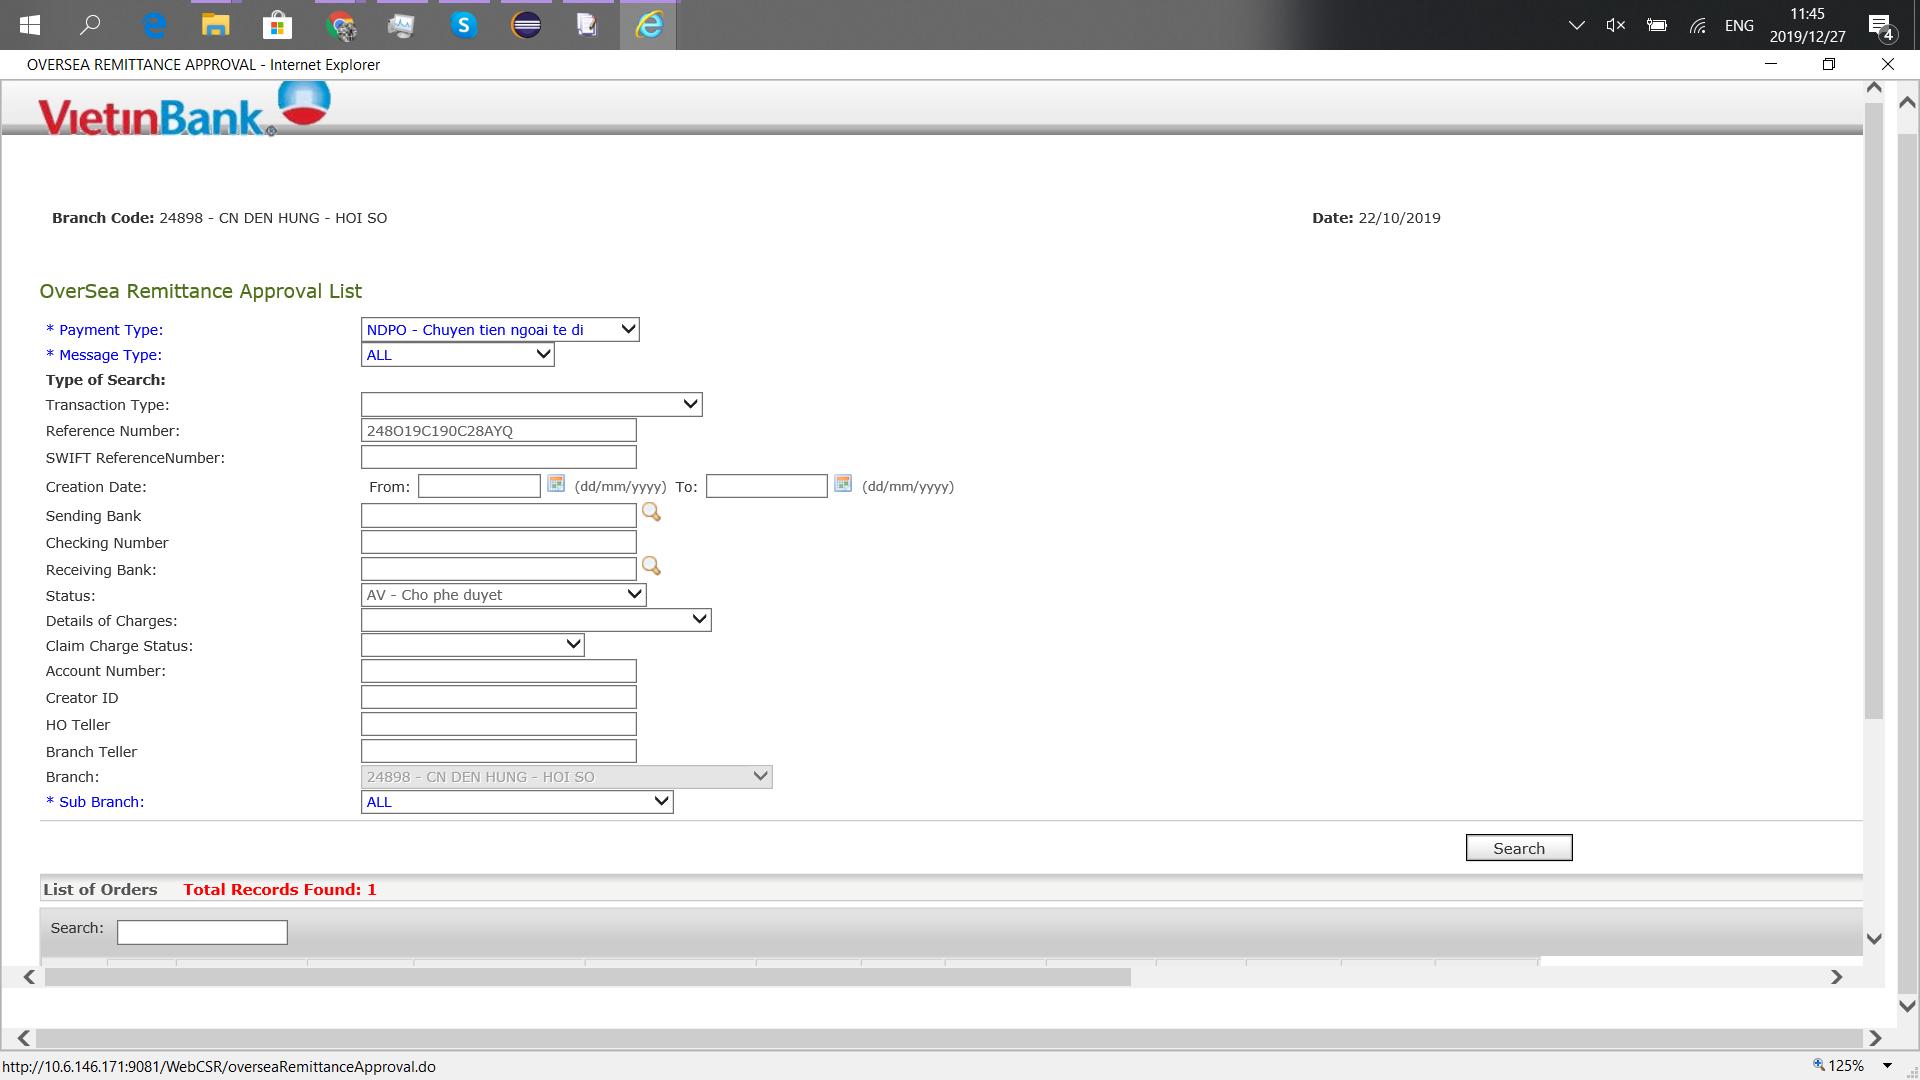 ENG
11:45
2019/12/27
4
OVERSEA REMITTANCE APPROVAL - Internet Explorer
VietinBank
Branch Code: 24898 - CN DEN HUNG - HOI SO
Date: 22/10/2019
OverSea Remittance Approval List
* Payment Type: NDPO - Chuyen tien ngoai te di
* Message Type: ALL
Type of Search:
Transaction Type:
Reference Number: 248O19C190C28AYQ
SWIFT ReferenceNumber:
Creation Date: From: (dd/mm/yyyy) To: (dd/mm/yyyy)
Sending Bank
Checking Number
Receiving Bank:
Status: AV - Cho phe duyet
Details of Charges:
Claim Charge Status:
Account Number:
Creator ID
HO Teller
Branch Teller
Branch: 24898 - CN DEN HUNG - HOI SO
* Sub Branch: ALL
Search
List of Orders Total Records Found: 1
Search:
http://10.6.146.171:9081/WebCSR/overseaRemittanceApproval.do
125%